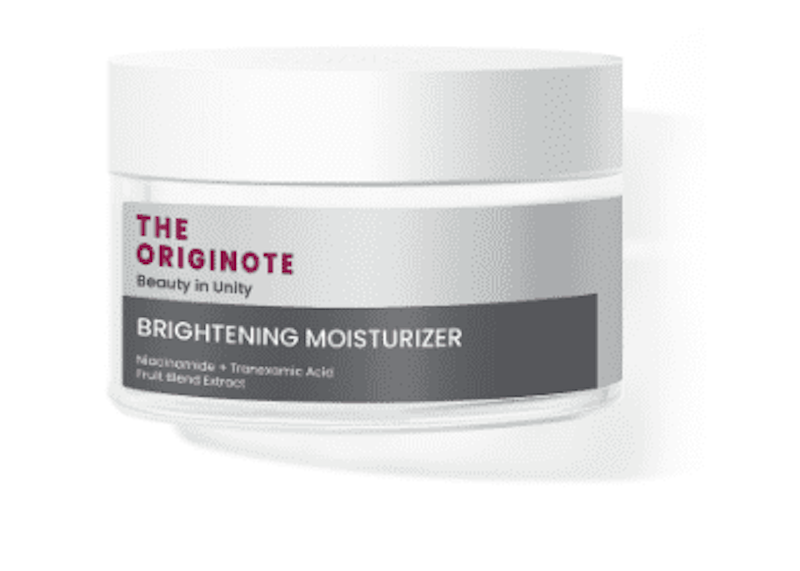 THE
ORIGINOTE
Beauty in Unity
BRIGHTENING MOISTURIZER
Niacinamide + Tranexamic Acid
Fruit Blend Extract